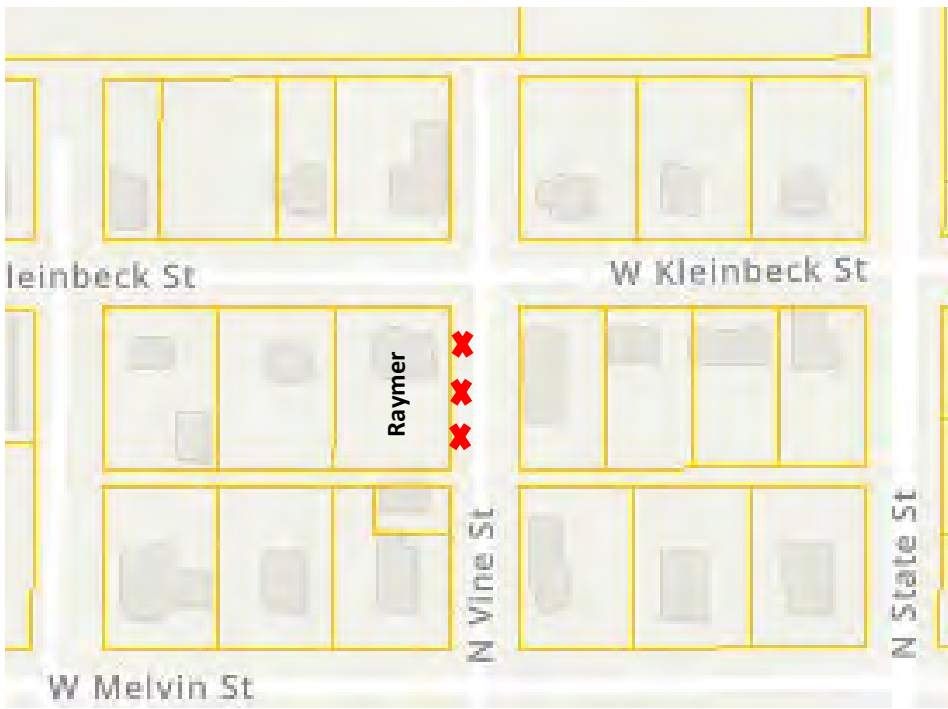 leinbeck St
W Kleinbeck St
Raymer
N Vine St
N State St
W Melvin St